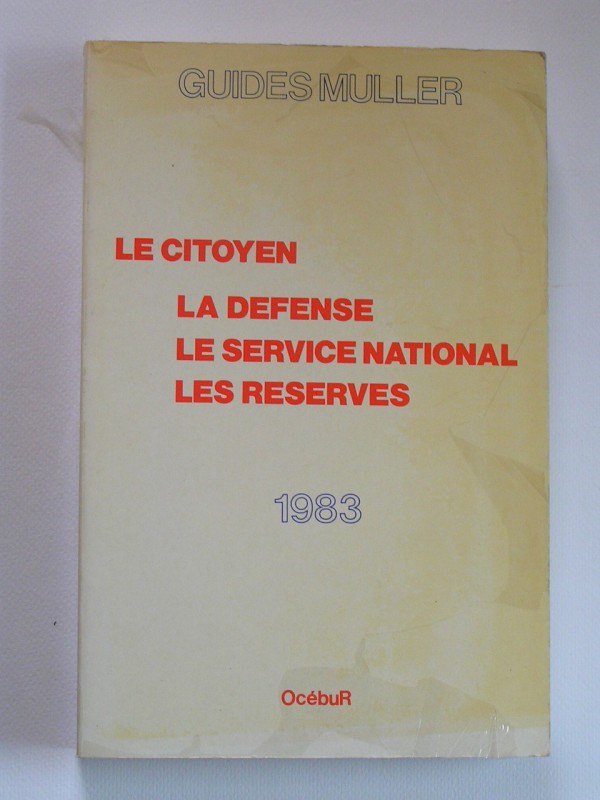 GUIDES MULLER
LE CITOYEN
LA DEFENSE
LE SERVICE NATIONAL
LES RESERVES
1983
OcébuR